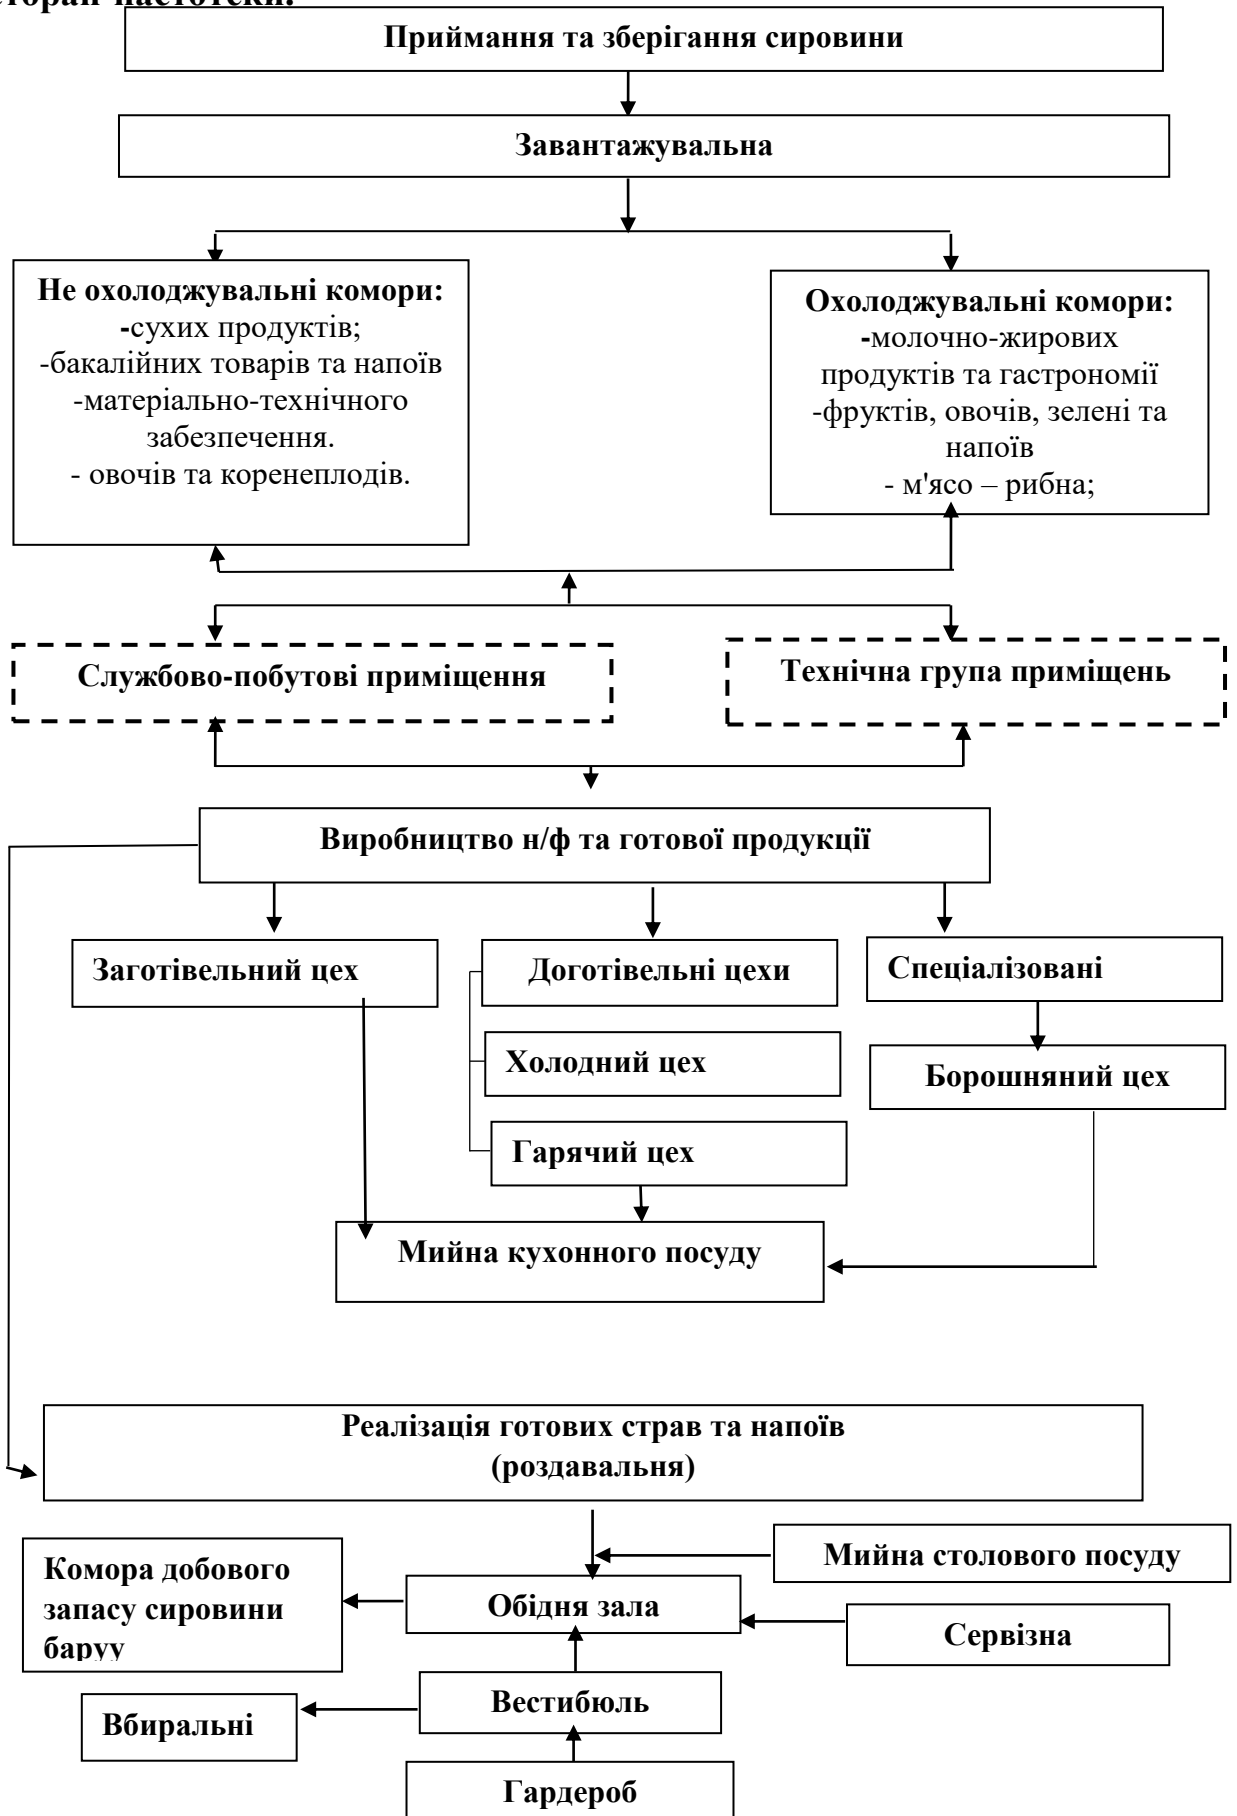 Приймання та зберігання сировини
Завантажувальна
Не охолоджувальні комори:
-сухих продуктів;
-бакалійних товарів та напоїв
-матеріально-технічного
забезпечення.
- овочів та коренеплодів.
Охолоджувальні комори:
-молочно-жирових
продуктів та гастрономії
-фруктів, овочів, зелені та
напоїв
- м'ясо – рибна;
Службово-побутові приміщення
Технічна група приміщень
Виробництво н/ф та готової продукції
Заготівельний цех
Доготівельні цехи
Спеціалізовані
Холодний цех
Борошняний цех
Гарячий цех
Мийна кухонного посуду
Реалізація готових страв та напоїв
(роздавальня)
Мийна столового посуду
Комора добового
запасу сировини
баруу
Обідня зала
Сервізна
Вестибюль
Вбиральні
Гардероб